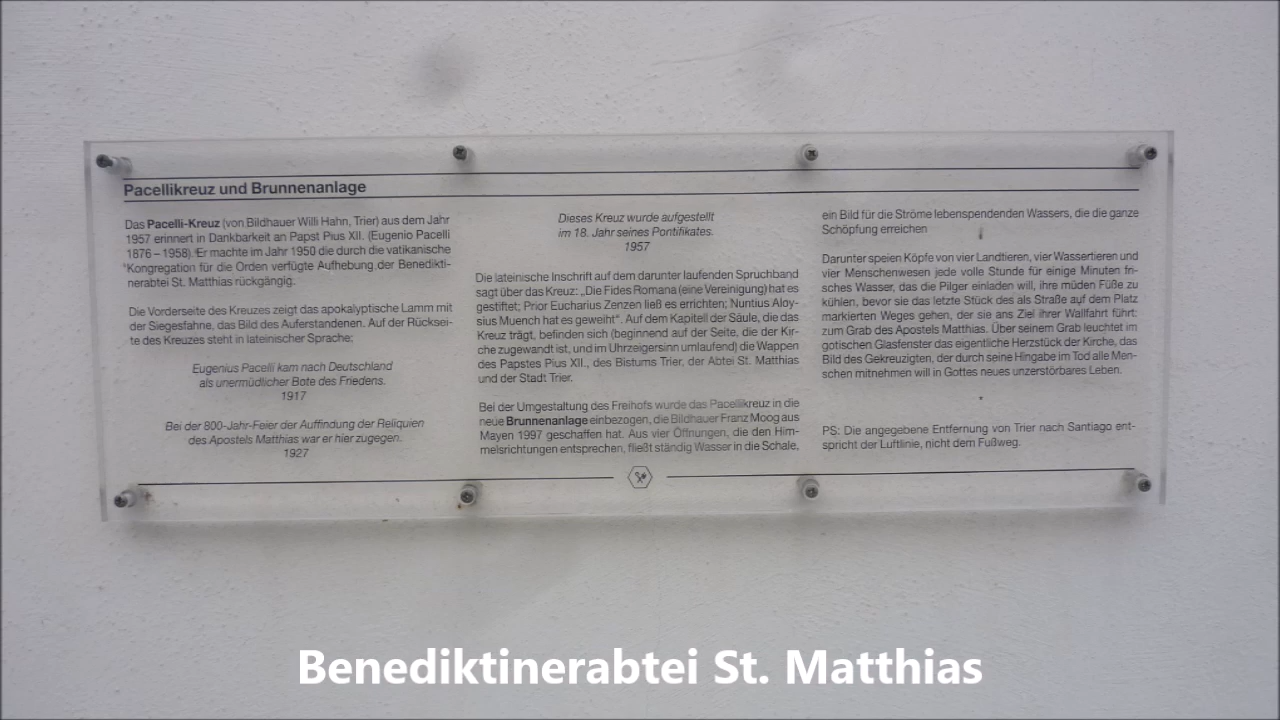 Pacellikreuz und Brunnenanlage
Das Pacelli-Kreuz (von Bildhauer Willi Hahn, Trier) aus dem Jahr
1957 erinnert in Dankbarkeit an Papst Pius XII. (Eugenio Pacelli
1876 – 1958). Er machte im Jahr 1950 die durch die vatikanische
Kongregation für die Orden verfügte Aufhebung der Benedikti-
nerabtei St. Matthias rückgängig.
Die Vorderseite des Kreuzes zeigt das apokalyptische Lamm mit
der Siegesfahne, das Bild des Auferstandenen. Auf der Rücksei-
te des Kreuzes steht in lateinischer Sprache:
Eugenius Pacelli kam nach Deutschland
als unermüdlicher Bote des Friedens.
1917
Bei der 800-Jahr-Feier der Auffindung der Reliquien
des Apostels Matthias war er hier zugegen.
1927
Dieses Kreuz wurde aufgestellt
im 18. Jahr seines Pontifikates.
1957
Die lateinische Inschrift auf dem darunter laufenden Spruchband
sagt über das Kreuz: „Die Fides Romana (eine Vereinigung) hat es
gestiftet; Prior Eucharius Zenzen ließ es errichten; Nuntius Aloy-
sius Muench hat es geweiht“. Auf dem Kapitell der Säule, die das
Kreuz trägt, befinden sich (beginnend auf der Seite, die der Kir-
che zugewandt ist, und im Uhrzeigersinn umlaufend) die Wappen
des Papstes Pius XII., des Bistums Trier, der Abtei St. Matthias
und der Stadt Trier.
Bei der Umgestaltung des Freihofs wurde das Pacellikreuz in die
neue Brunnenanlage einbezogen, die Bildhauer Franz Moog aus
Mayen 1997 geschaffen hat. Aus vier Öffnungen, die den Him-
melsrichtungen entsprechen, fließt ständig Wasser in die Schale,
ein Bild für die Ströme lebenspendenden Wassers, die die ganze
Schöpfung erreichen
Darunter speien Köpfe von vier Landtieren, vier Wassertieren und
vier Menschenwesen jede volle Stunde für einige Minuten fri-
sches Wasser, das die Pilger einladen will, ihre müden Füße zu
kühlen, bevor sie das letzte Stück des als Straße auf dem Platz
markierten Weges gehen, der sie ans Ziel ihrer Wallfahrt führt:
zum Grab des Apostels Matthias. Über seinem Grab leuchtet im
gotischen Glasfenster das eigentliche Herzstück der Kirche, das
Bild des Gekreuzigten, der durch seine Hingabe im Tod alle Men-
schen mitnehmen will in Gottes neues unzerstörbares Leben.
*
PS: Die angegebene Entfernung von Trier nach Santiago ent-
spricht der Luftlinie, nicht dem Fußweg.
Benediktinerabtei St. Matthias